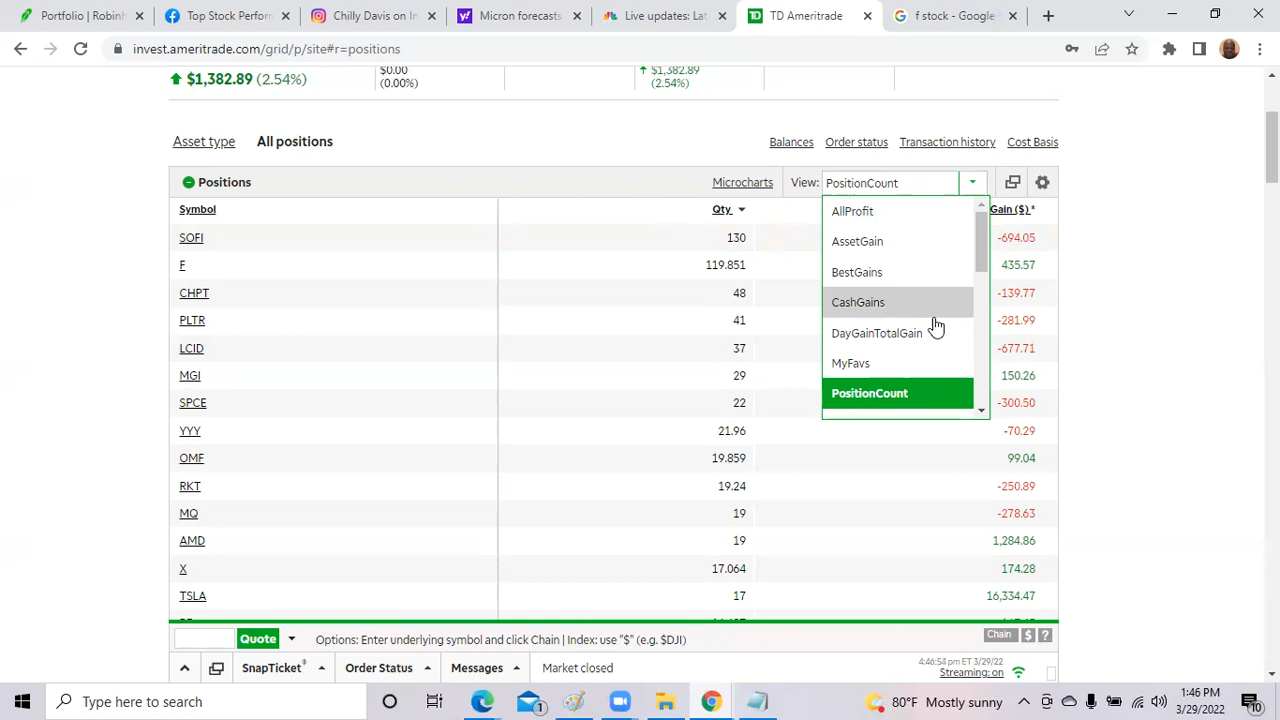 rtfolio | Robinh
Top Stock Perform
Chilly Davis on In
Micron forecasts
Live updates: Lat
TD Ameritrade
f stock - Google
invest.ameritrade.com/grid/p/site#r=positions
$1,382.89 (2.54%)
$0.00
(0.00%)
$1,382.89
(2.54%)
Asset type All positions Balances Order status Transaction history Cost Basis
Positions Microcharts View: PositionCount
Symbol Qty Gain ($)*
AllProfit
AssetGain
BestGains
CashGains
DayGainTotalGain
MyFavs
PositionCount
SOFI 130 -694.05
F 119.851 435.57
CHPT 48 -139.77
PLTR 41 -281.99
LCID 37 -677.71
MGI 29 150.26
SPCE 22 -300.50
YYY 21.96 -70.29
OMF 19.859 99.04
RKT 19.24 -250.89
MQ 19 -278.63
AMD 19 1,284.86
X 17.064 174.28
TSLA 17 16,334.47
Quote Options: Enter underlying symbol and click Chain | Index: use "$" (e.g. $DJI) Chain $ ?
SnapTicket® Order Status Messages Market closed
4:46:54 pm ET 3/29/22
Streaming: on
Type here to search
1
80°F Mostly sunny
1:46 PM
3/29/2022
10